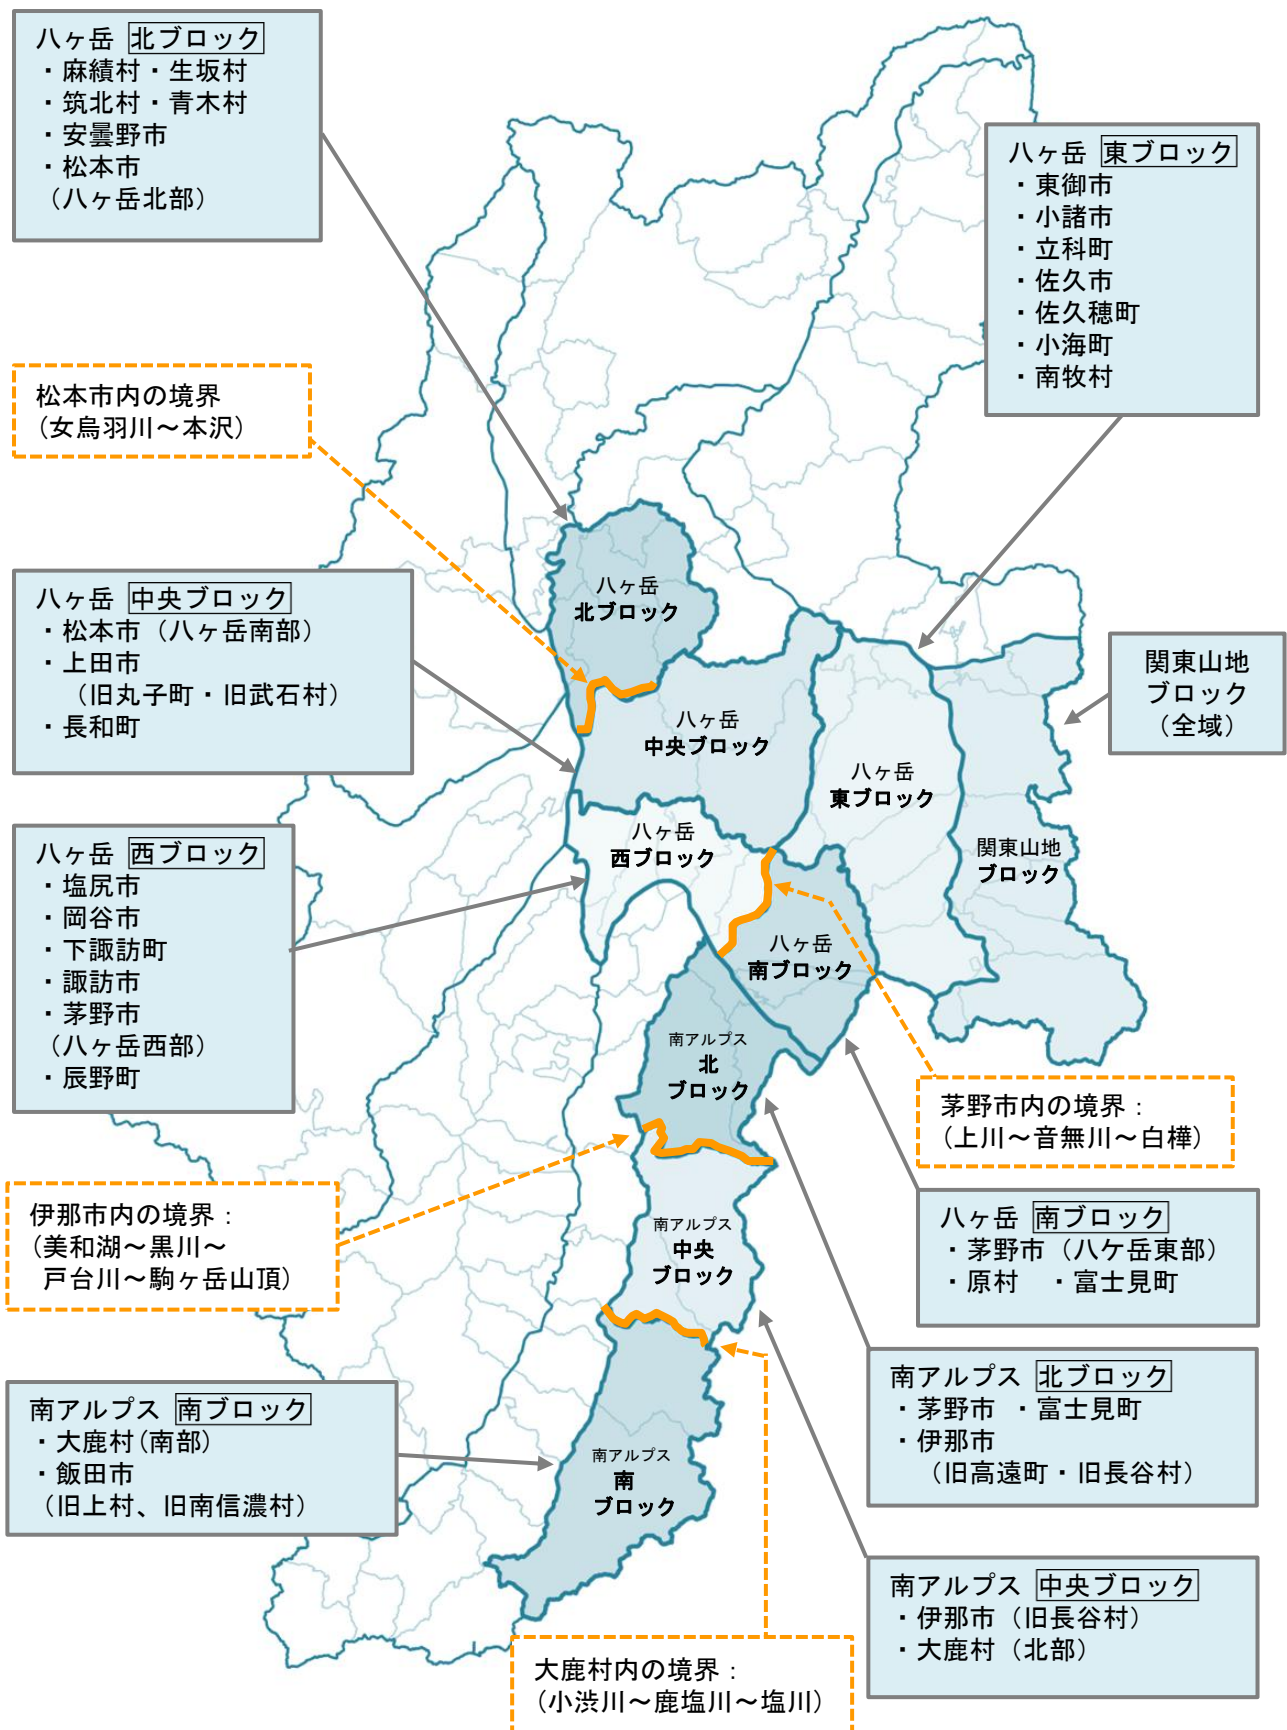 八ヶ岳 北ブロック
・麻績村・生坂村
・筑北村・青木村
・安曇野市
・松本市
（八ヶ岳北部）
八ヶ岳 東ブロック
・東御市
・小諸市
・立科町
・佐久市
・佐久穂町
・小海町
・南牧村
松本市内の境界
（女鳥羽川～本沢）
八ヶ岳 中央ブロック
・松本市（八ヶ岳南部）
・上田市
（旧丸子町・旧武石村）
・長和町
関東山地
ブロック
（全域）
八ヶ岳
北ブロック
八ヶ岳
中央ブロック
八ヶ岳
東ブロック
八ヶ岳
西ブロック
関東山地
ブロック
八ヶ岳
南ブロック
八ヶ岳 西ブロック
・塩尻市
・岡谷市
・下諏訪町
・諏訪市
・茅野市
（八ヶ岳西部）
・辰野町
南アルプス
北
ブロック
茅野市内の境界：
（上川～音無川～白樺）
伊那市内の境界：
（美和湖～黒川～
戸台川～駒ヶ岳山頂）
南アルプス
中央
ブロック
八ヶ岳 南ブロック
・茅野市（八ケ岳東部）
・原村 ・富士見町
南アルプス 北ブロック
・茅野市 ・富士見町
・伊那市
（旧高遠町・旧長谷村）
南アルプス 南ブロック
・大鹿村(南部)
・飯田市
（旧上村、旧南信濃村）
南アルプス
南
ブロック
南アルプス 中央ブロック
・伊那市（旧長谷村）
・大鹿村（北部）
大鹿村内の境界：
（小渋川～鹿塩川～塩川）